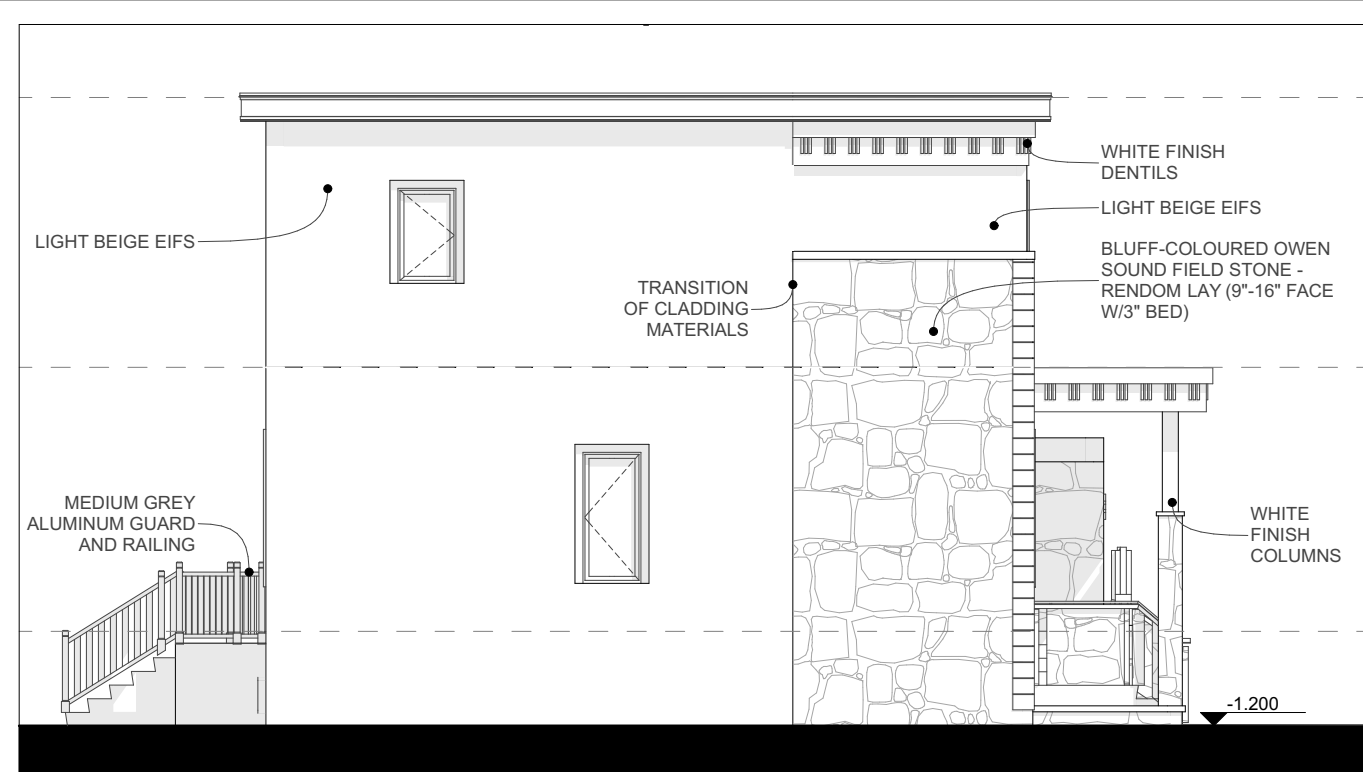 WHITE FINISH
DENTILS
LIGHT BEIGE EIFS
LIGHT BEIGE EIFS
BLUFF-COLOURED OWEN
SOUND FIELD STONE -
RENDOM LAY (9"-16" FACE
W/3" BED)
TRANSITION
OF CLADDING
MATERIALS
MEDIUM GREY
ALUMINUM GUARD
AND RAILING
WHITE
FINISH
COLUMNS
-1.200